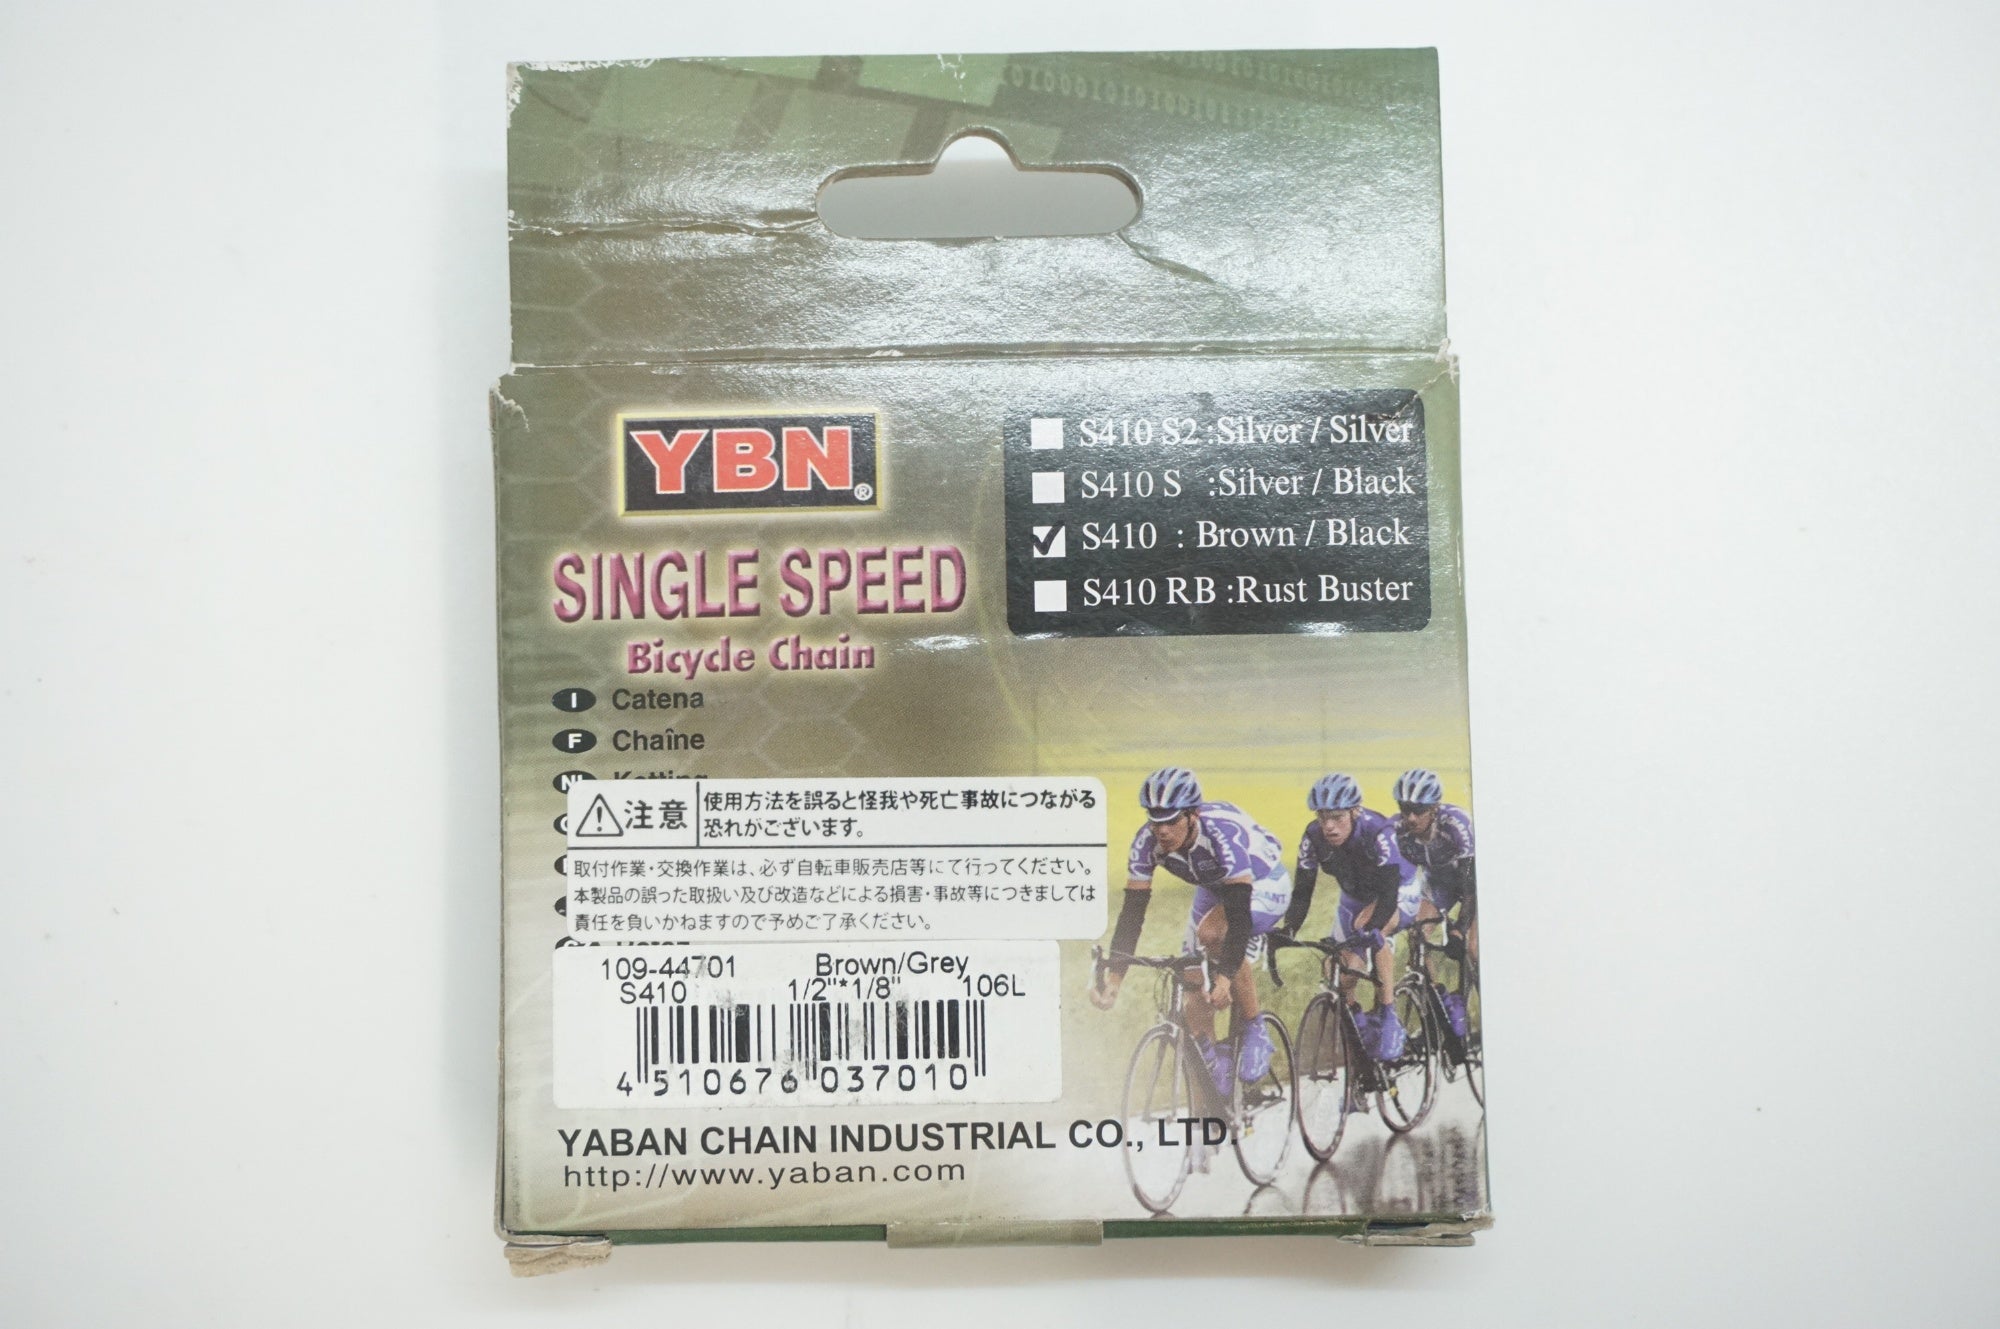 YBN®
SINGLE SPEED
Bicycle Chain
S410 S2 :Silver / Silver
S410 S :Silver / Black
S410 : Brown / Black
S410 RB :Rust Buster
I Catena
F Chaîne
NL Ketting
注意
使用方法を誤ると怪我や死亡事故につながる
恐れがございます。
取付作業・交換作業は、必ず自転車販売店等にて行ってください。
本製品の誤った取扱い及び改造などによる損害・事故等につきましては
責任を負いかねますので予めご了承ください。
109-44701 Brown/Grey
S410 1/2"*1/8" 106L
4 510676 037010
YABAN CHAIN INDUSTRIAL CO., LTD.
http://www.yaban.com